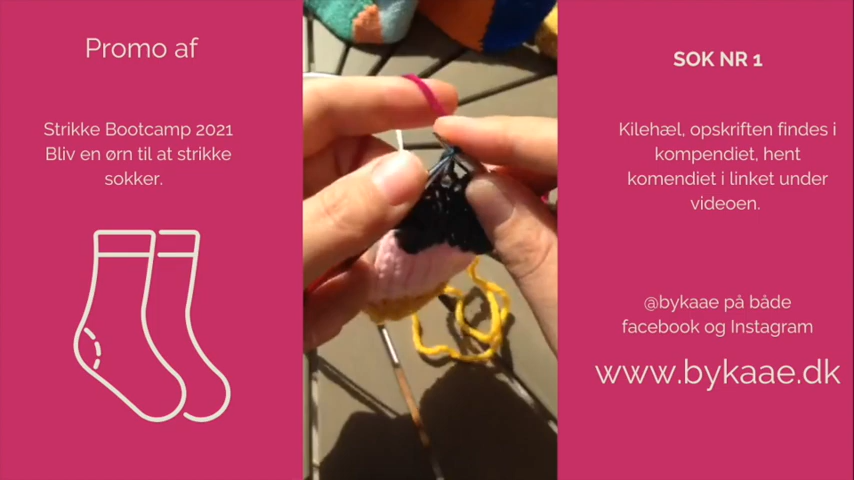 Promo af
Strikke Bootcamp 2021
Bliv en ørn til at strikke
sokker.
SOK NR 1
Kilehæl, opskriften findes i
kompendiet, hent
komendiet i linket under
videoen.
@bykaae på både
facebook og Instagram
www.bykaae.dk